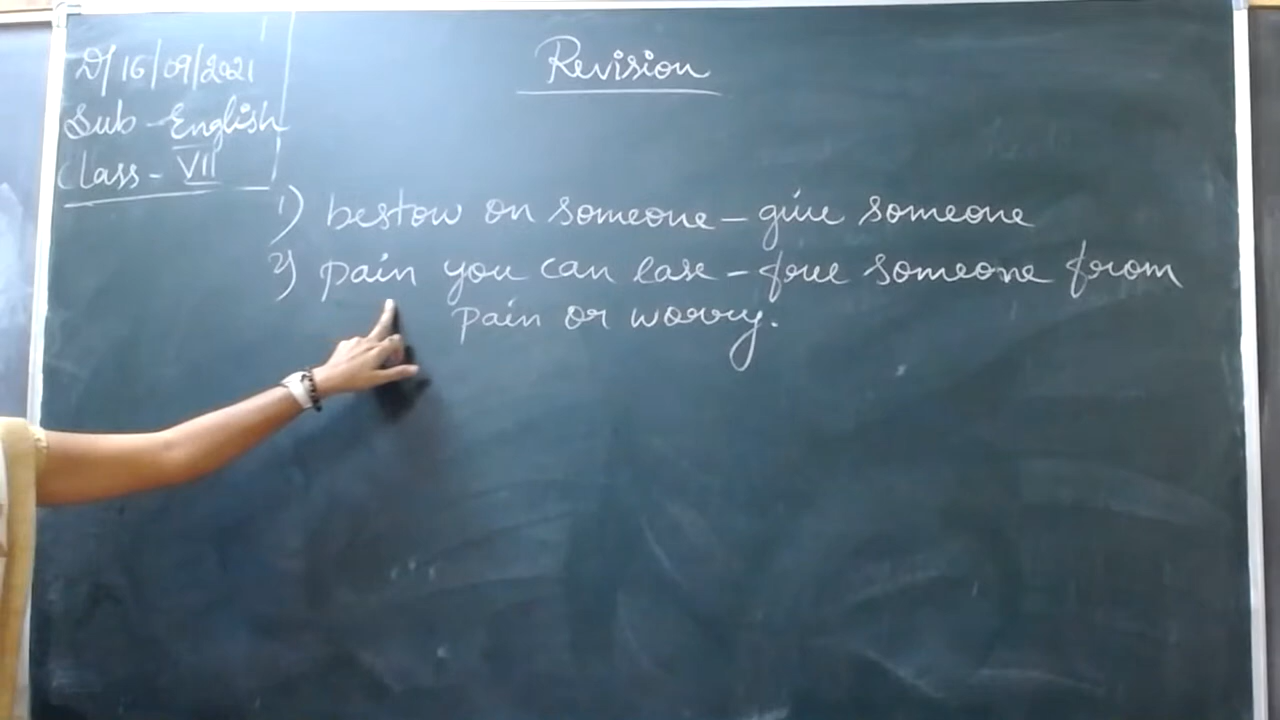 D/ 16/09/2021
Sub - English
Class - VII
Revision
1) bestow on someone - give someone
2) pain you can ease - free someone from
pain or worry.